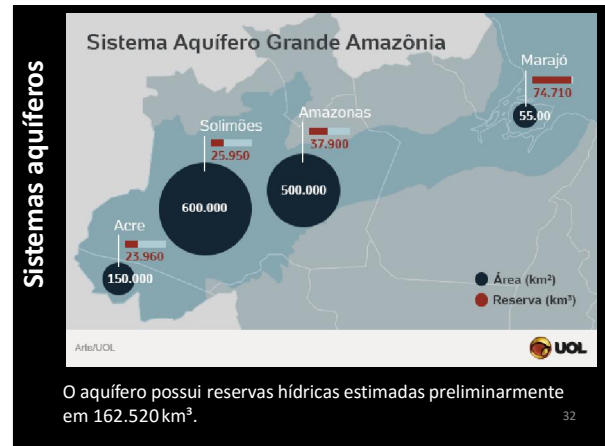 Sistemas aquíferos
Sistema Aquífero Grande Amazônia
Marajó
74.710
55.00
Amazonas
37.900
500.000
Solimões
25.950
600.000
Acre
23.960
150.000
Área (km²)
Reserva (km³)
Arte/UOL
UOL
O aquífero possui reservas hídricas estimadas preliminarmente
em 162.520 km³.
32